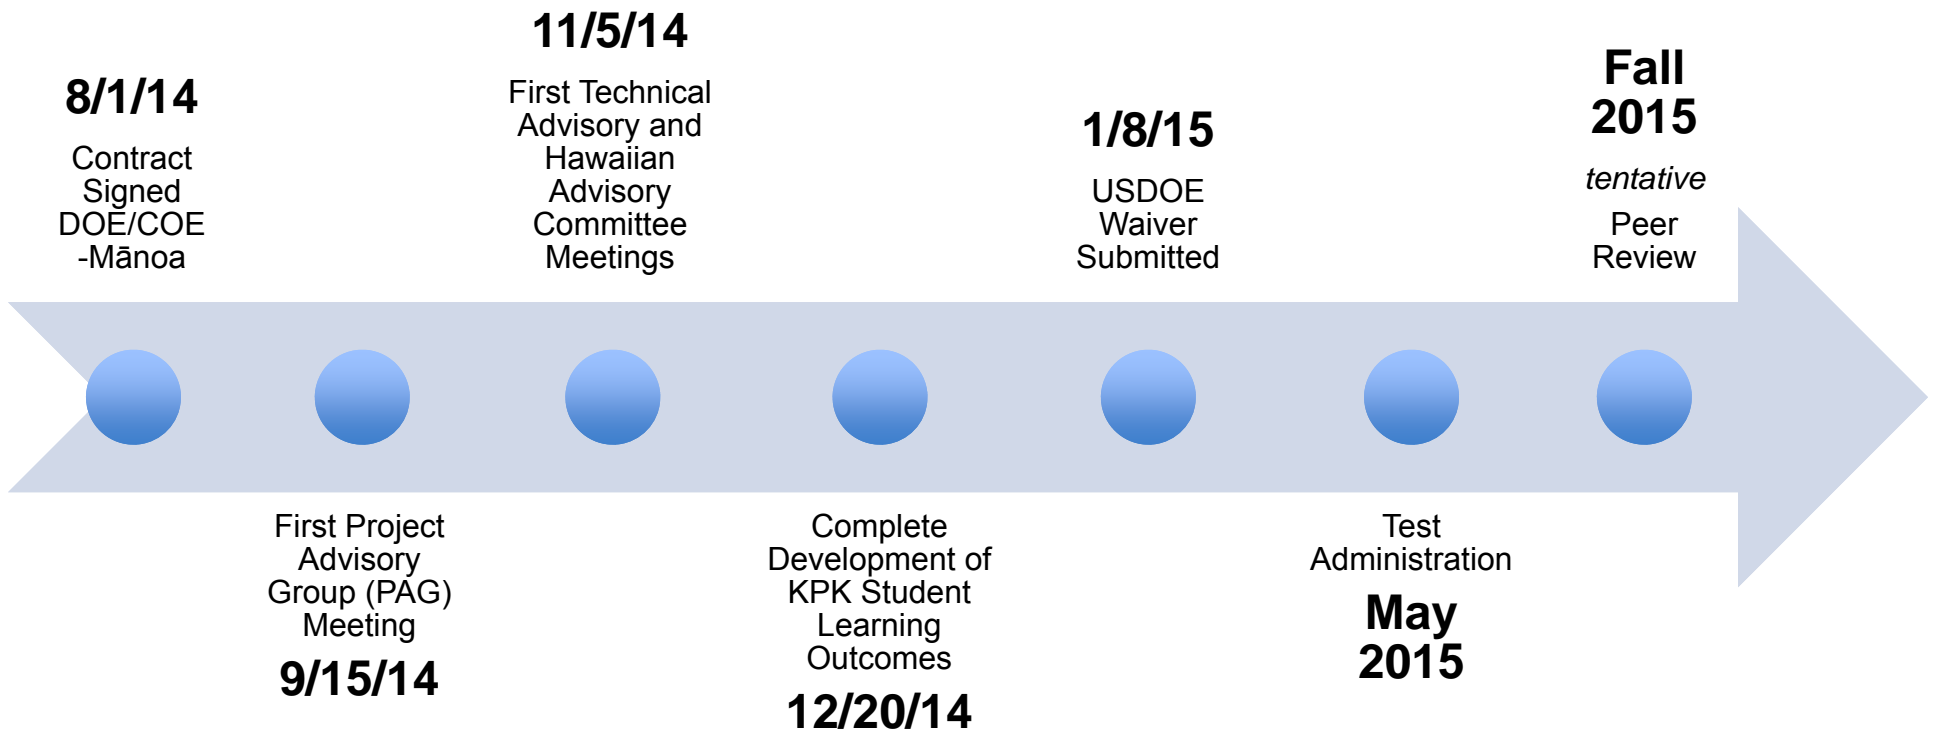 8/1/14
Contract
Signed
DOE/COE
-Mānoa
First Project
Advisory
Group (PAG)
Meeting
9/15/14
11/5/14
First Technical
Advisory and
Hawaiian
Advisory
Committee
Meetings
Complete
Development of
KPK Student
Learning
Outcomes
12/20/14
1/8/15
USDOE
Waiver
Submitted
Test
Administration
May
2015
Fall
2015
tentative
Peer
Review